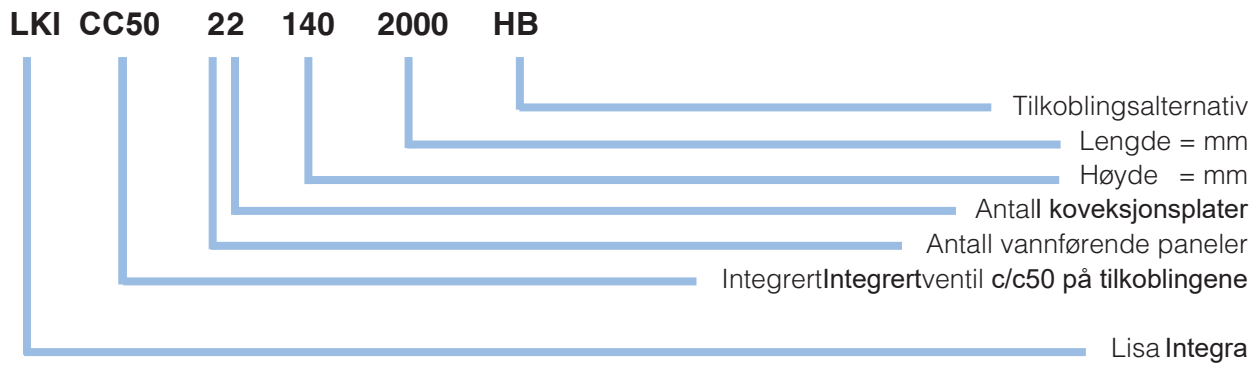 LKI CC50 22 140 2000 HB
Tilkoblingsalternativ
Lengde = mm
Høyde = mm
Antall koveksjonsplater
Antall vannførende paneler
IntegrertIntegrertventil c/c50 på tilkoblingene
Lisa Integra